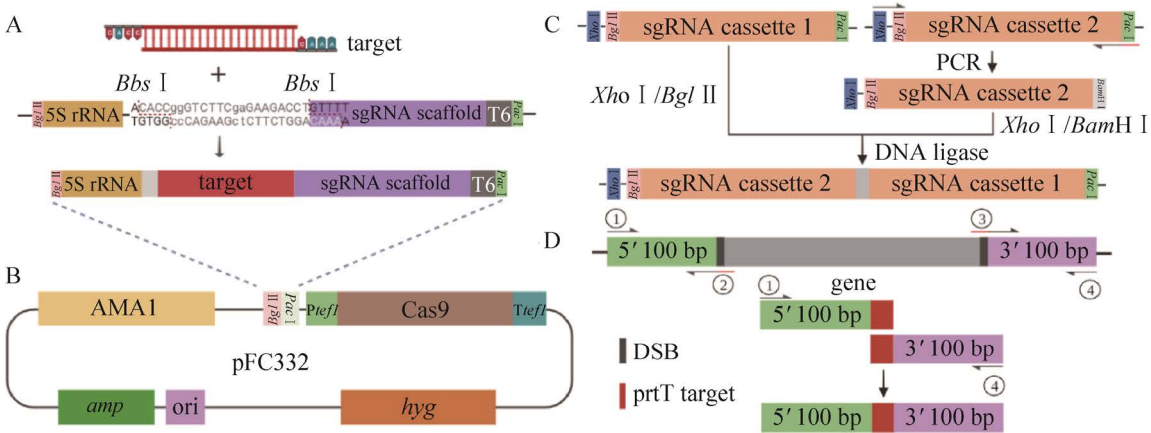 A
C A C C
C A A A
target
+
Bbs Ⅰ
Bbs Ⅰ
Bgl Ⅱ
5S rRNA
ACACCggGTCTTCgaGAAGACCTGTTTT
TGTGGccCAGAAGctCTTCTGGACAAAA
sgRNA scaffold
T6
Pac Ⅰ
Bgl Ⅱ
5S rRNA
target
sgRNA scaffold
T6
Pac Ⅰ
B
AMA1
Bgl Ⅱ
Pac Ⅰ
Ptef1
Cas9
Ttef1
pFC332
amp
ori
hyg
C
Xho Ⅰ
Bgl Ⅱ
sgRNA cassette 1
Pac Ⅰ
Xho Ⅰ
Bgl Ⅱ
sgRNA cassette 2
Pac Ⅰ
PCR
Xho Ⅰ
Bgl Ⅱ
sgRNA cassette 2
BamH Ⅰ
Xho Ⅰ/Bgl Ⅱ
Xho Ⅰ/BamH Ⅰ
DNA ligase
Xho Ⅰ
Bgl Ⅱ
sgRNA cassette 2
sgRNA cassette 1
Pac Ⅰ
D
①
③
5′ 100 bp
3′ 100 bp
②
④
gene
①
5′ 100 bp
3′ 100 bp
④
DSB
prtT target
5′ 100 bp
3′ 100 bp